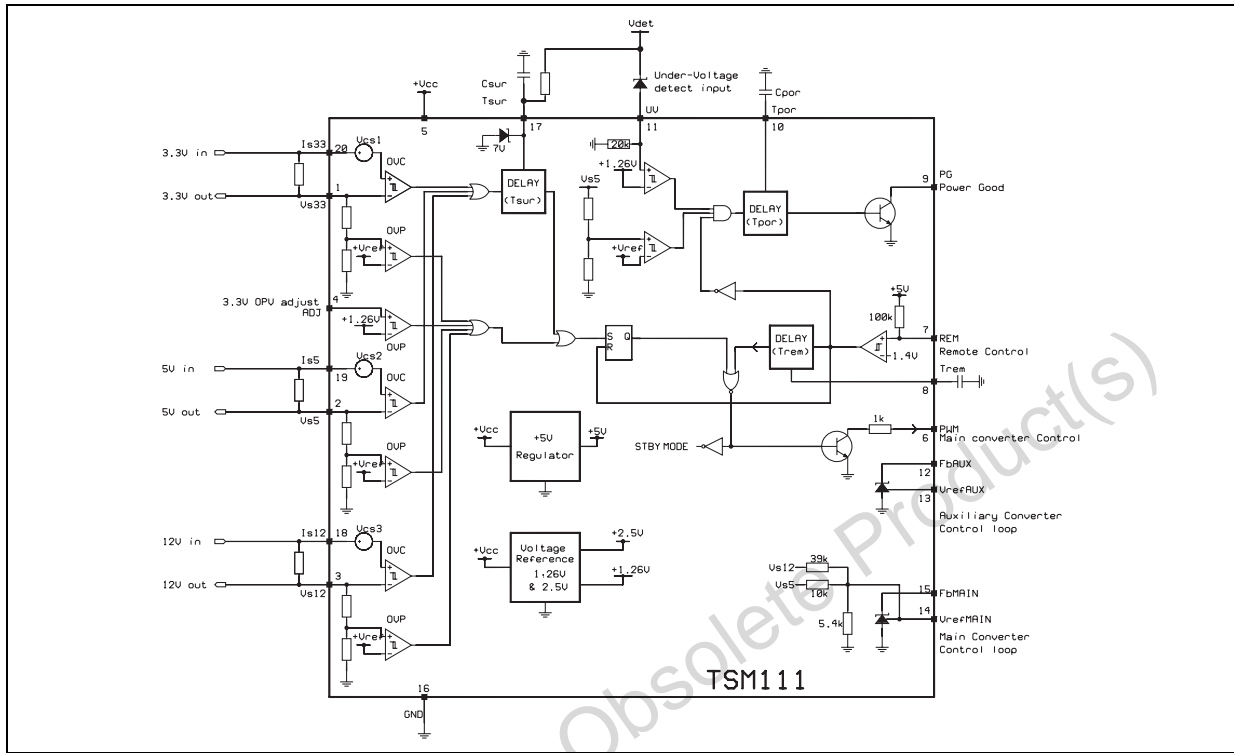 Vdet
Csur
Tsur
Under-Voltage
detect input
Cpor
Tpor
+Vcc
UV
5
17
11
10
7V
20k
3.3V in
Is33
20
Vcs1
OVC
+1.26V
DELAY
(Tsur)
Vs5
DELAY
(Tpor)
9
PG
Power Good
3.3V out
1
Vs33
OVP
+Vref
+Vref
3.3V OPV adjust
ADJ
4
+1.26V
OVP
+5V
100k
7
REM
Remote Control
-1.4V
S Q
R
DELAY
(Trem)
Trem
8
5V in
Is5
19
Vcs2
OVC
5V out
2
Vs5
OVP
+Vref
+Vcc
+5V
Regulator
+5V
STBY MODE
1k
PWM
6
Main converter Control
FbAUX
12
VrefAUX
13
Auxiliary Converter
Control loop
12V in
Is12
18
Vcs3
OVC
12V out
3
Vs12
OVP
+Vref
+Vcc
Voltage
Reference
1.26V
& 2.5V
+2.5V
+1.26V
Vs12
39k
Vs5
10k
5.4k
15
FbMAIN
14
VrefMAIN
Main Converter
Control loop
16
GND
TSM111
Obsolete Product(s)